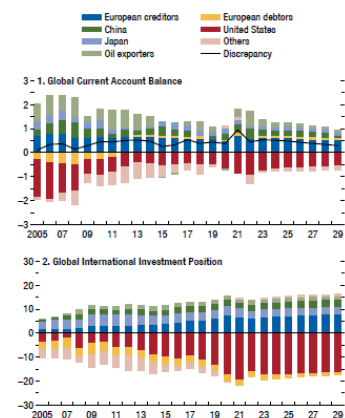 European creditors European debtors
China United States
Japan Others
Oil exporters Discrepancy
3 – 1. Global Current Account Balance
2
1
0
–1
–2
–3
2005 07 09 11 13 15 17 19 21 23 25 27 29
30 – 2. Global International Investment Position
20
10
0
–10
–20
–30
2005 07 09 11 13 15 17 19 21 23 25 27 29